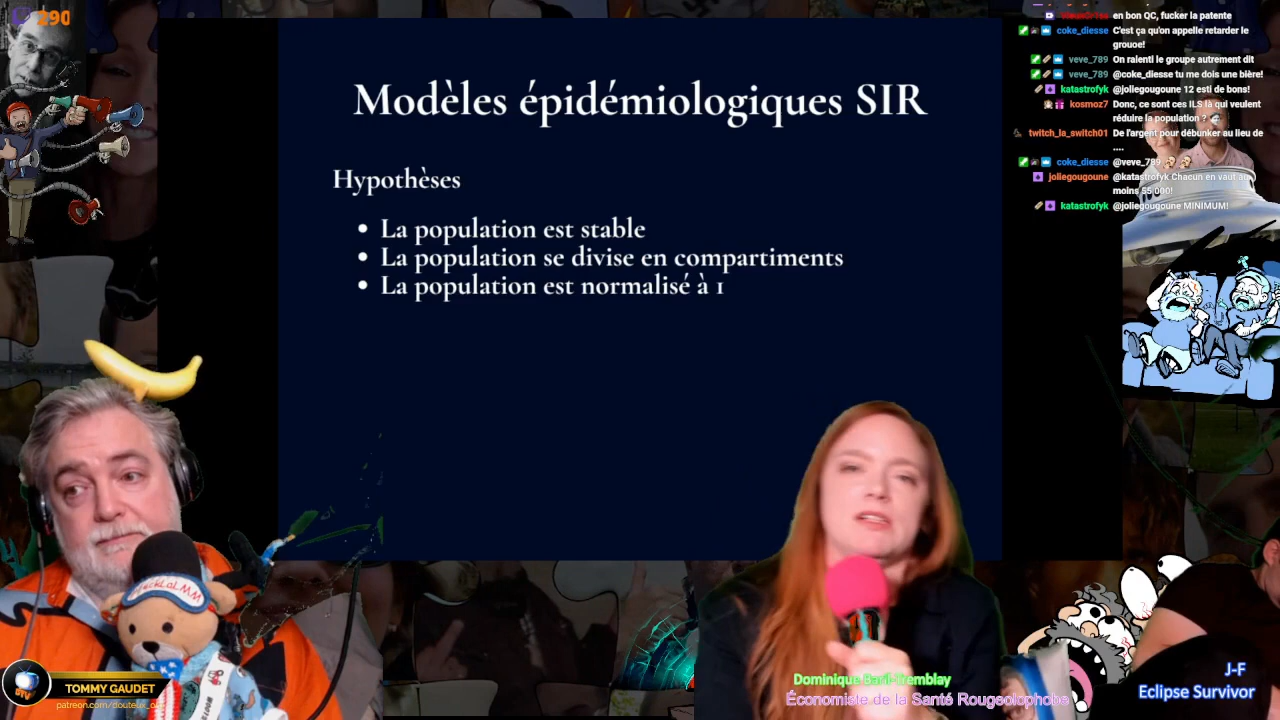 290
Modèles épidémiologiques SIR
Hypothèses
• La population est stable
• La population se divise en compartiments
• La population est normalisé à 1
en bon QC, fucker la patente
coke_diesse C'est ça qu'on appelle retarder le
grouoe!
veve_789 On ralenti le groupe autrement dit
veve_789 @coke_diesse tu me dois une bière!
katastrofyk @joliegougoune 12 esti de bons!
kosmoz7 Donc, ce sont ces ILS là qui veulent
réduire la population ?
twitch_la_switch01 De l'argent pour débunker au lieu de
....
coke_diesse @veve_789
joliegougoune @katastrofyk Chacun en vaut au
moins 55 000!
katastrofyk @joliegougoune MINIMUM!
TOMMY GAUDET
Dominique Baril-Tremblay
Économiste de la Santé Rougeolophobe
J-F
Eclipse Survivor